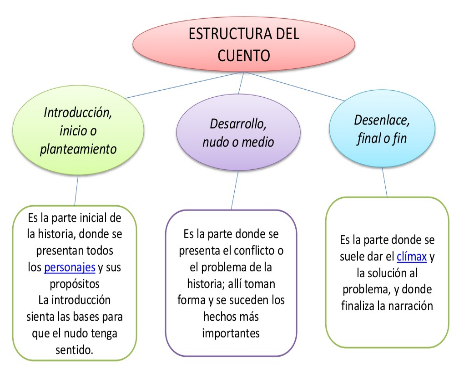 ESTRUCTURA DEL
CUENTO
Introducción,
inicio o
planteamiento
Desarrollo,
nudo o medio
Desenlace,
final o fin
Es la parte inicial de
la historia, donde se
presentan todos
los personajes y sus
propósitos
La introducción
sienta las bases para
que el nudo tenga
sentido.
Es la parte donde se
presenta el conflicto o
el problema de la
historia; allí toman
forma y se suceden los
hechos más
importantes
Es la parte donde se
suele dar el clímax y
la solución al
problema, y donde
finaliza la narración